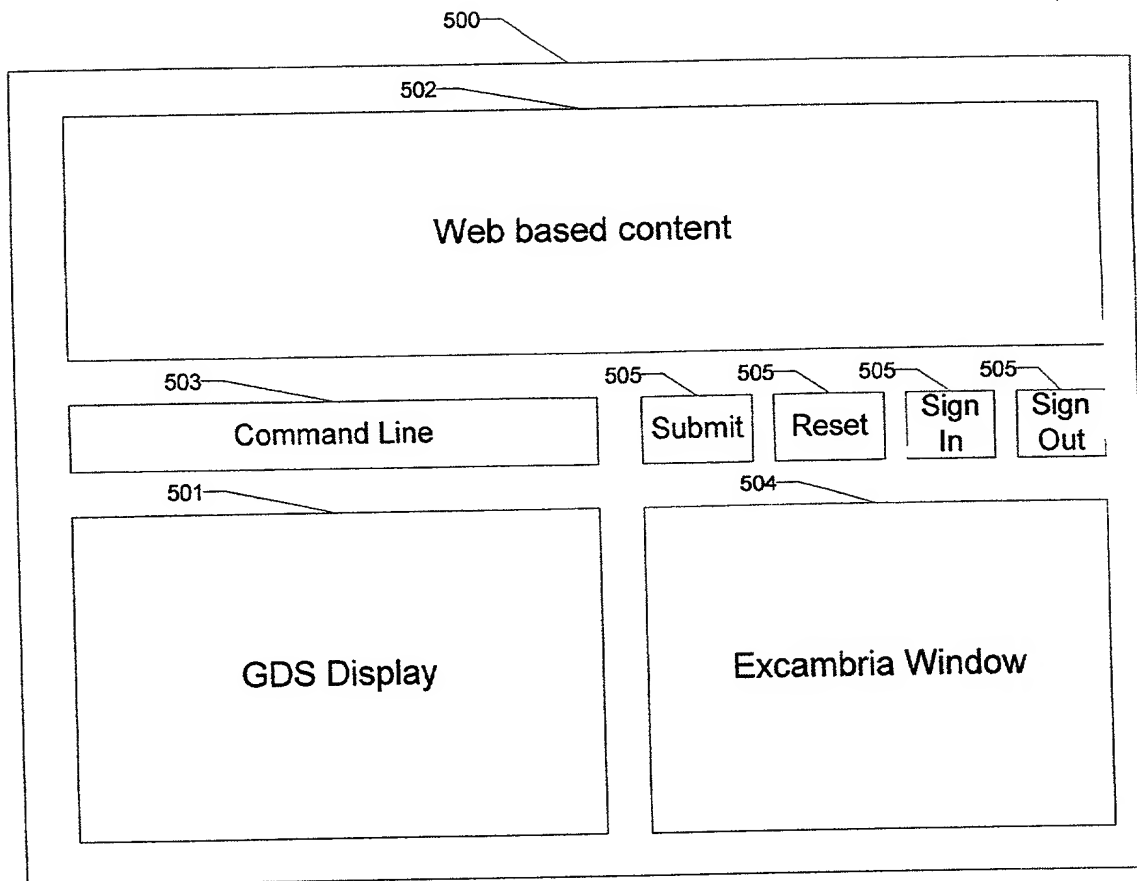 500
502
Web based content
503
505
505
505
505
Command Line
Submit
Reset
Sign
In
Sign
Out
501
504
GDS Display
Excambria Window